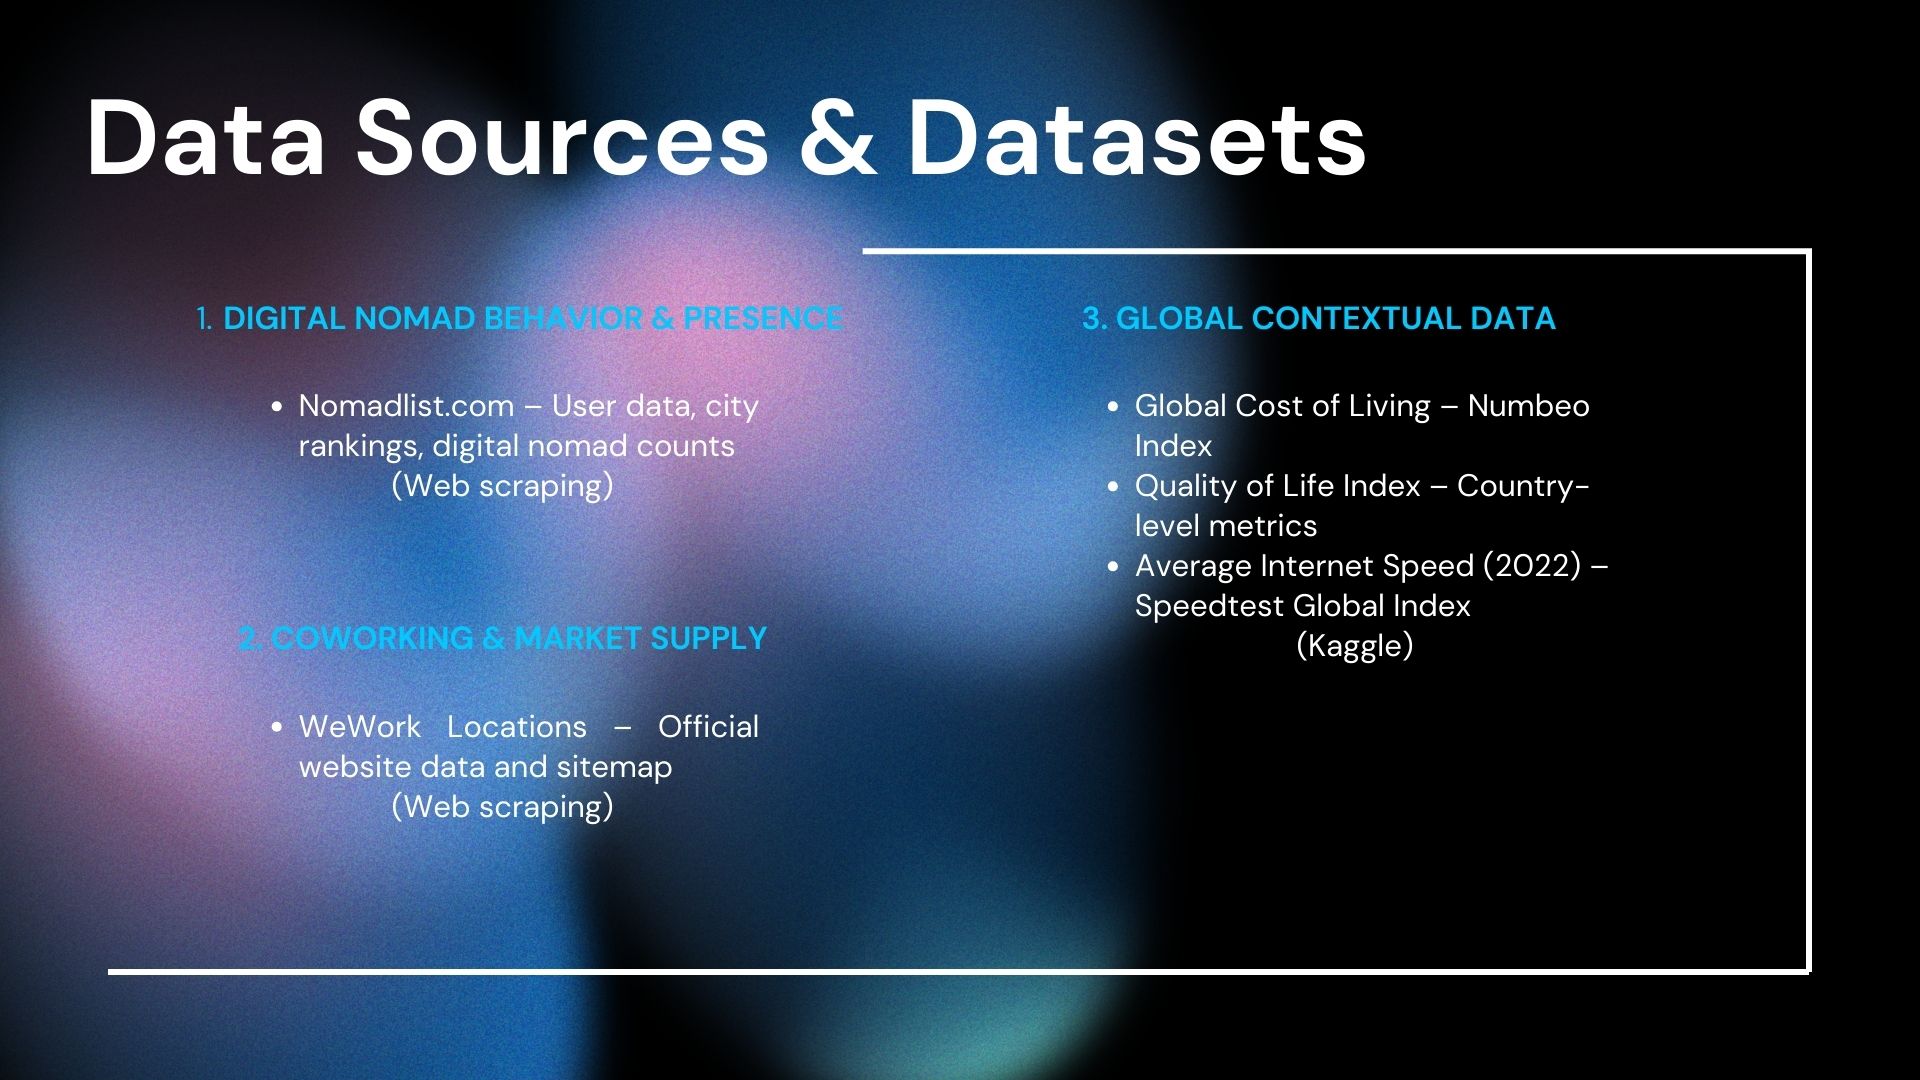 Data Sources & Datasets
1. DIGITAL NOMAD BEHAVIOR & PRESENCE
• Nomadlist.com – User data, city
rankings, digital nomad counts
(Web scraping)
2. COWORKING & MARKET SUPPLY
• WeWork Locations – Official
website data and sitemap
(Web scraping)
3. GLOBAL CONTEXTUAL DATA
• Global Cost of Living – Numbeo
Index
• Quality of Life Index – Country-
level metrics
• Average Internet Speed (2022) –
Speedtest Global Index
(Kaggle)